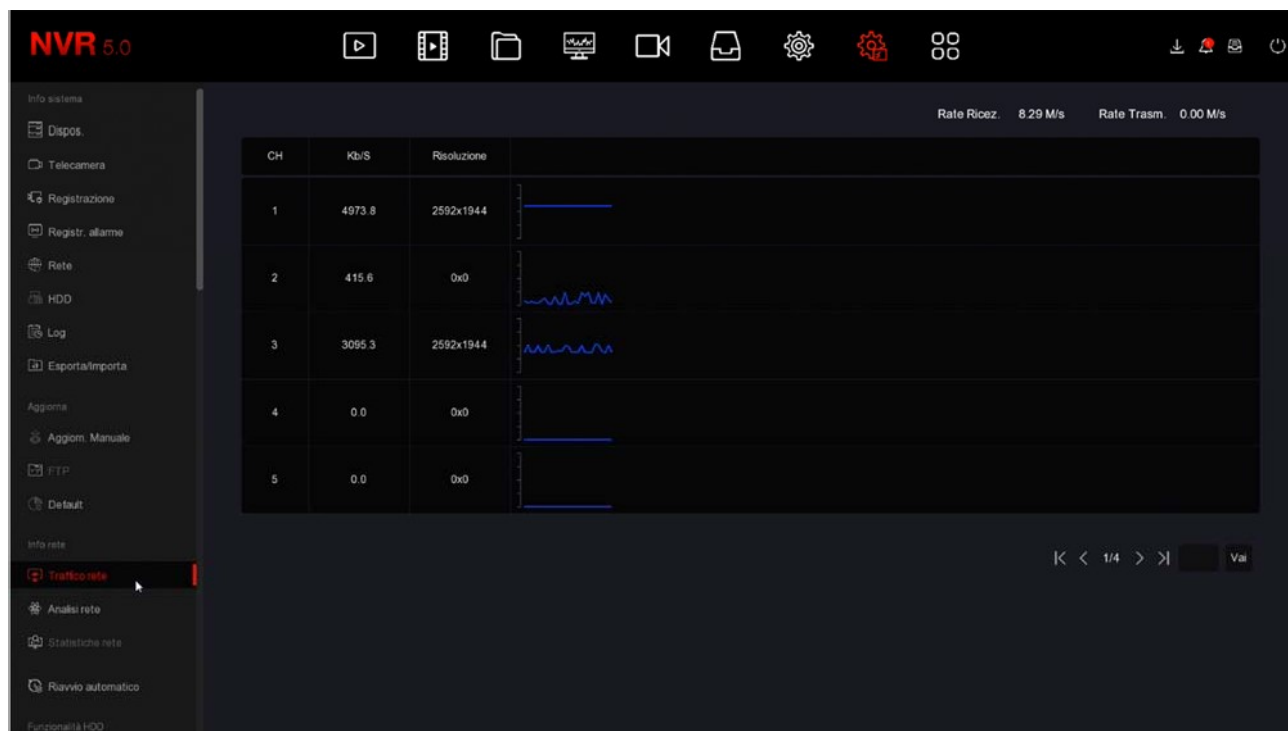 NVR 5.0
Info sistema
Dispos.
Telecamera
Registrazione
Registr. allarme
Rete
HDD
Log
Esporta/Importa
Aggiorna
Aggiorn. Manuale
FTP
Default
Info rete
Traffico rete
Analisi rete
Statistiche rete
Riavvio automatico
Funzionalità HDD
Rate Ricez. 8.29 M/s Rate Trasm. 0.00 M/s
CH Kb/S Risoluzione
1 4973.8 2592x1944
2 415.6 0x0
3 3095.3 2592x1944
4 0.0 0x0
5 0.0 0x0
1/4 Vai